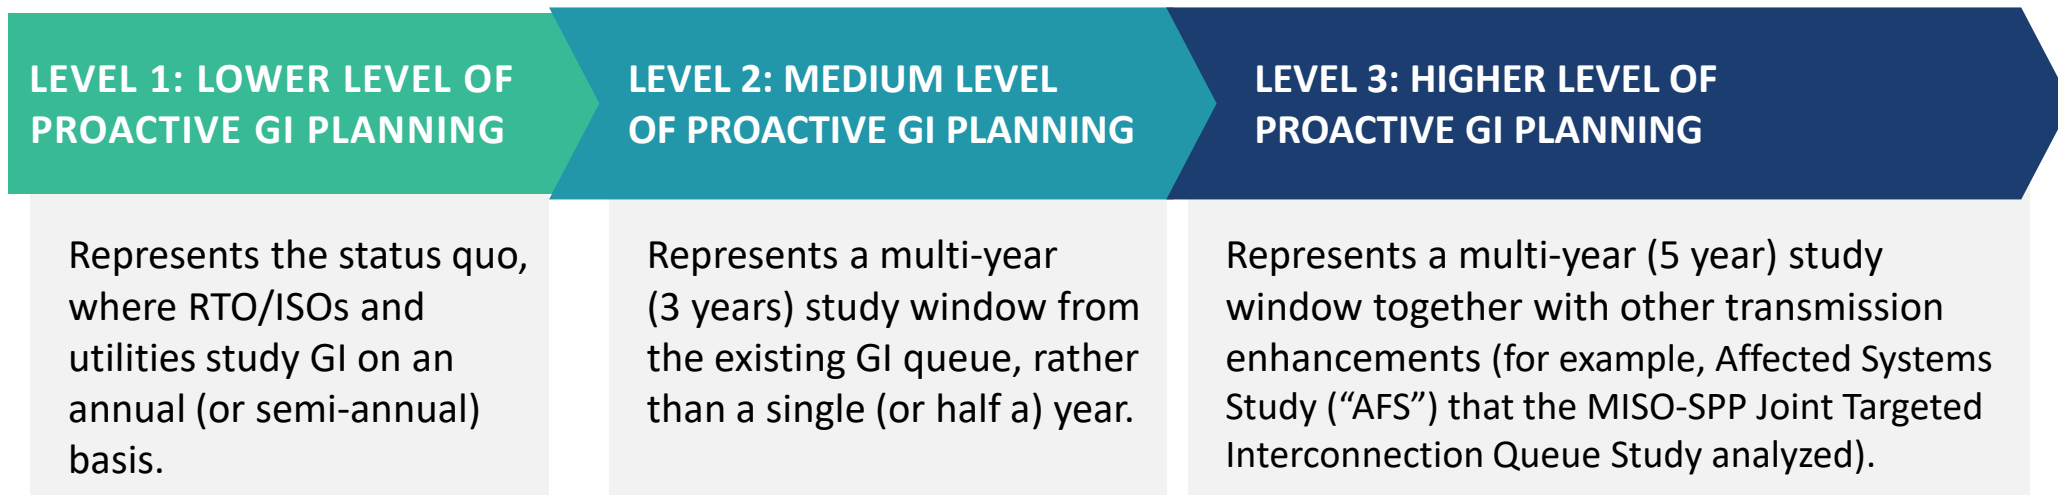 LEVEL 1: LOWER LEVEL OF
PROACTIVE GI PLANNING
Represents the status quo,
where RTO/ISOs and
utilities study GI on an
annual (or semi-annual)
basis.
LEVEL 2: MEDIUM LEVEL
OF PROACTIVE GI PLANNING
Represents a multi-year
(3 years) study window from
the existing GI queue, rather
than a single (or half a) year.
LEVEL 3: HIGHER LEVEL OF
PROACTIVE GI PLANNING
Represents a multi-year (5 year) study
window together with other transmission
enhancements (for example, Affected Systems
Study (“AFS”) that the MISO-SPP Joint Targeted
Interconnection Queue Study analyzed).